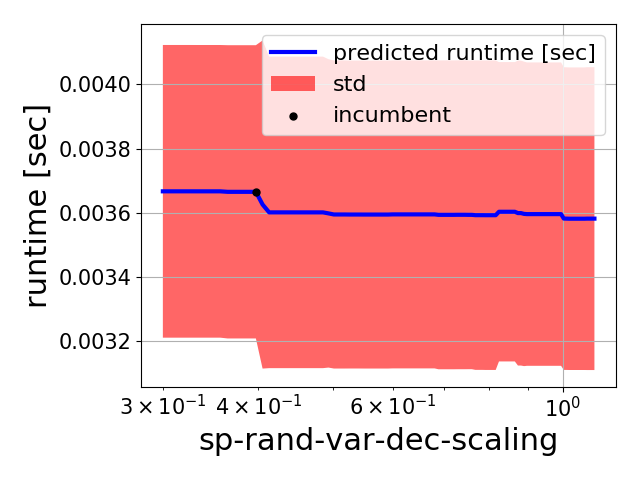 predicted runtime [sec]
std
incumbent
runtime [sec]
0.0040
0.0038
0.0036
0.0034
0.0032
3 × 10⁻¹ 4 × 10⁻¹ 6 × 10⁻¹ 10⁰
sp-rand-var-dec-scaling